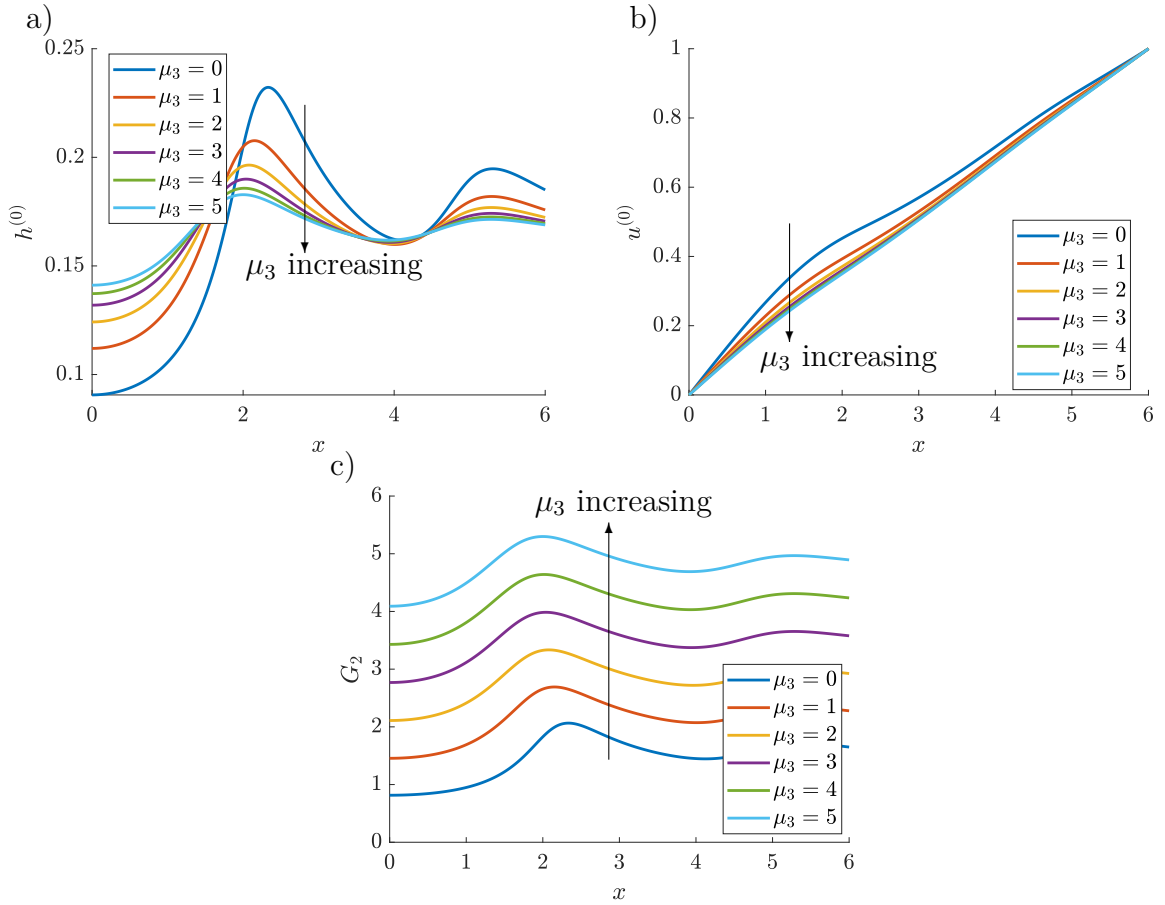 a)
h^{(0)}
0.25
0.2
0.15
0.1
μ₃ = 0
μ₃ = 1
μ₃ = 2
μ₃ = 3
μ₃ = 4
μ₃ = 5
μ₃ increasing
0 2 4 6
x
b)
u^{(0)}
1
0.8
0.6
0.4
0.2
0
μ₃ increasing
μ₃ = 0
μ₃ = 1
μ₃ = 2
μ₃ = 3
μ₃ = 4
μ₃ = 5
0 1 2 3 4 5 6
x
c)
G₂
6
5
4
3
2
1
0
μ₃ increasing
μ₃ = 0
μ₃ = 1
μ₃ = 2
μ₃ = 3
μ₃ = 4
μ₃ = 5
0 1 2 3 4 5 6
x